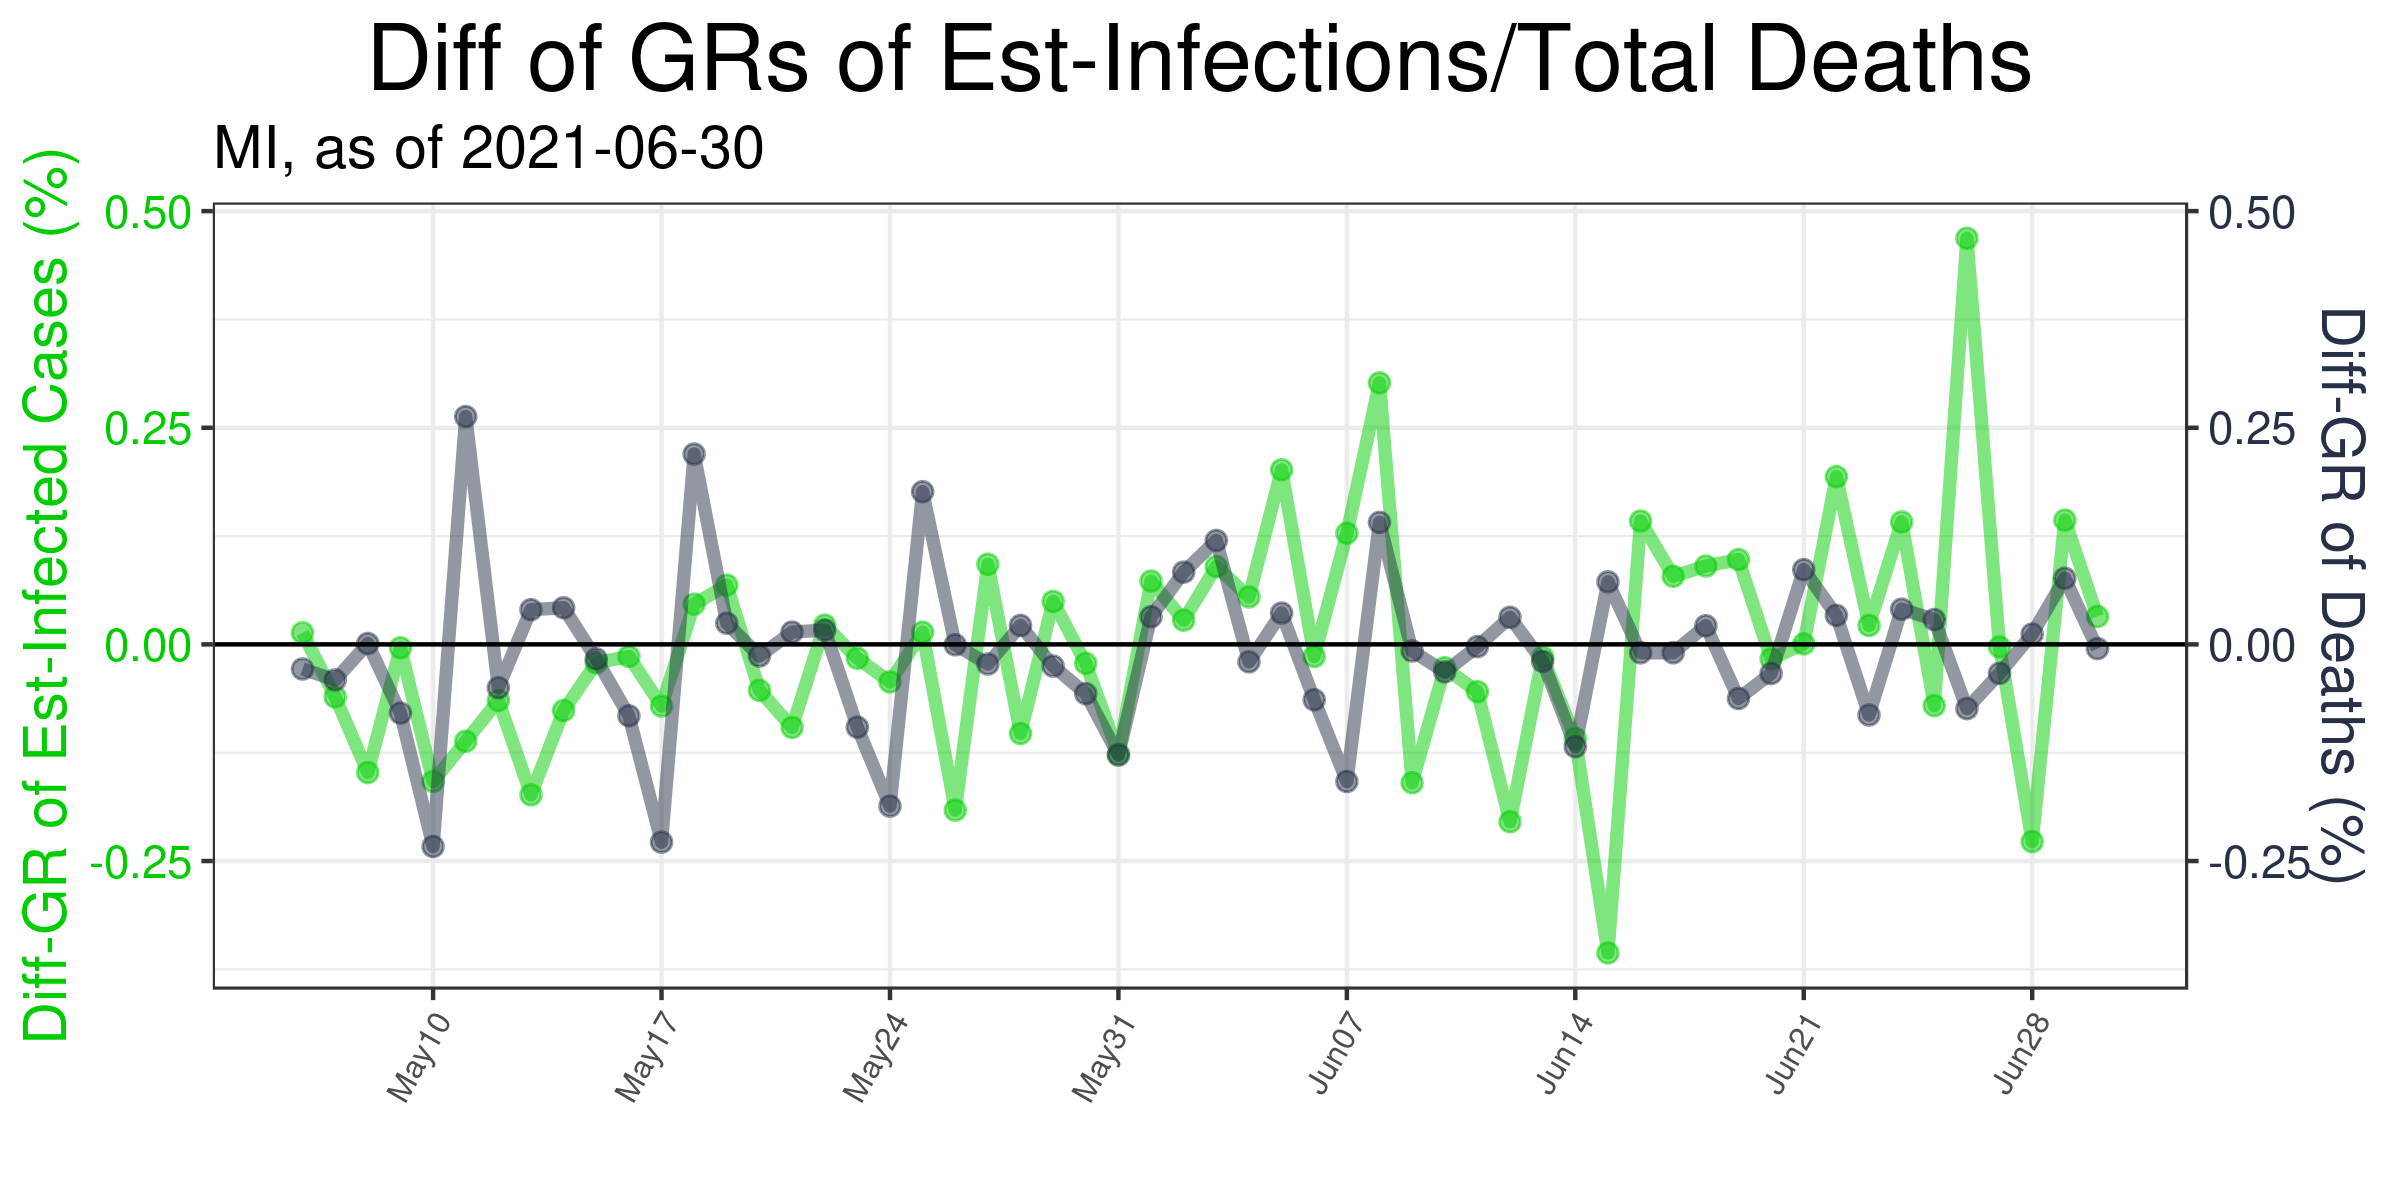 Diff of GRs of Est-Infections/Total Deaths
MI, as of 2021-06-30
Diff-GR of Est-Infected Cases (%)
0.50
0.25
0.00
-0.25
0.50
0.25
0.00
-0.25
Diff-GR of Deaths (%)
May10
May17
May24
May31
Jun07
Jun14
Jun21
Jun28